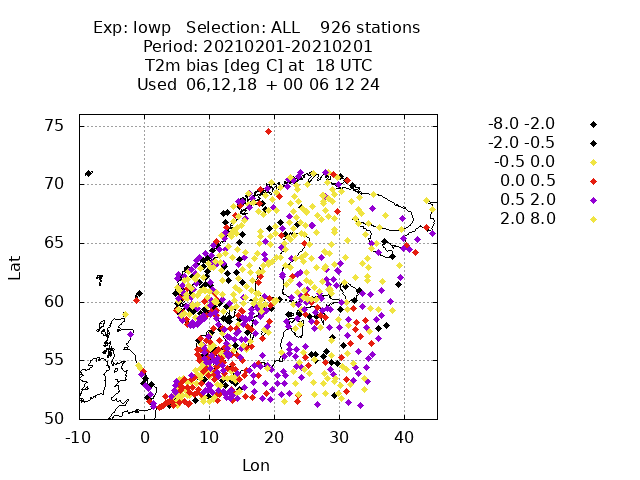 Exp: lowp   Selection: ALL    926 stations
Period: 20210201-20210201
T2m bias [deg C] at  18 UTC
Used  06,12,18  + 00 06 12 24
-8.0 -2.0
-2.0 -0.5
-0.5 0.0
0.0 0.5
0.5 2.0
2.0 8.0
Lat
75
70
65
60
55
50
-10 0 10 20 30 40
Lon